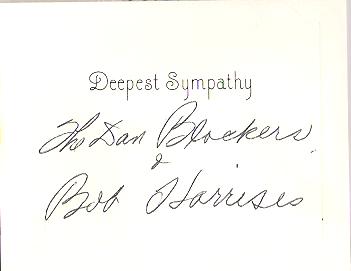 Deepest Sympathy
The Dan Blockers
&
Bob Harrises